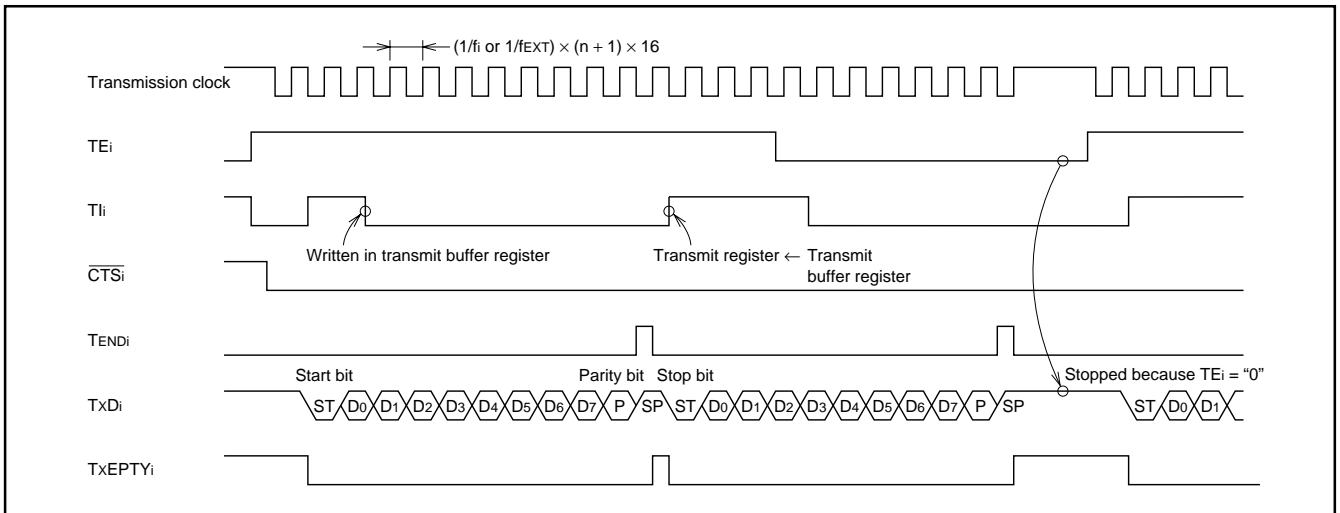 (1/fi or 1/fEXT) × (n + 1) × 16
Transmission clock
TEi
TIi
Written in transmit buffer register
Transmit register ← Transmit
buffer register
CTSi
TENDi
Start bit
Parity bit
Stop bit
Stopped because TEi = “0”
TxDi
ST D0 D1 D2 D3 D4 D5 D6 D7 P SP ST D0 D1 D2 D3 D4 D5 D6 D7 P SP ST D0 D1
TXEPTYi